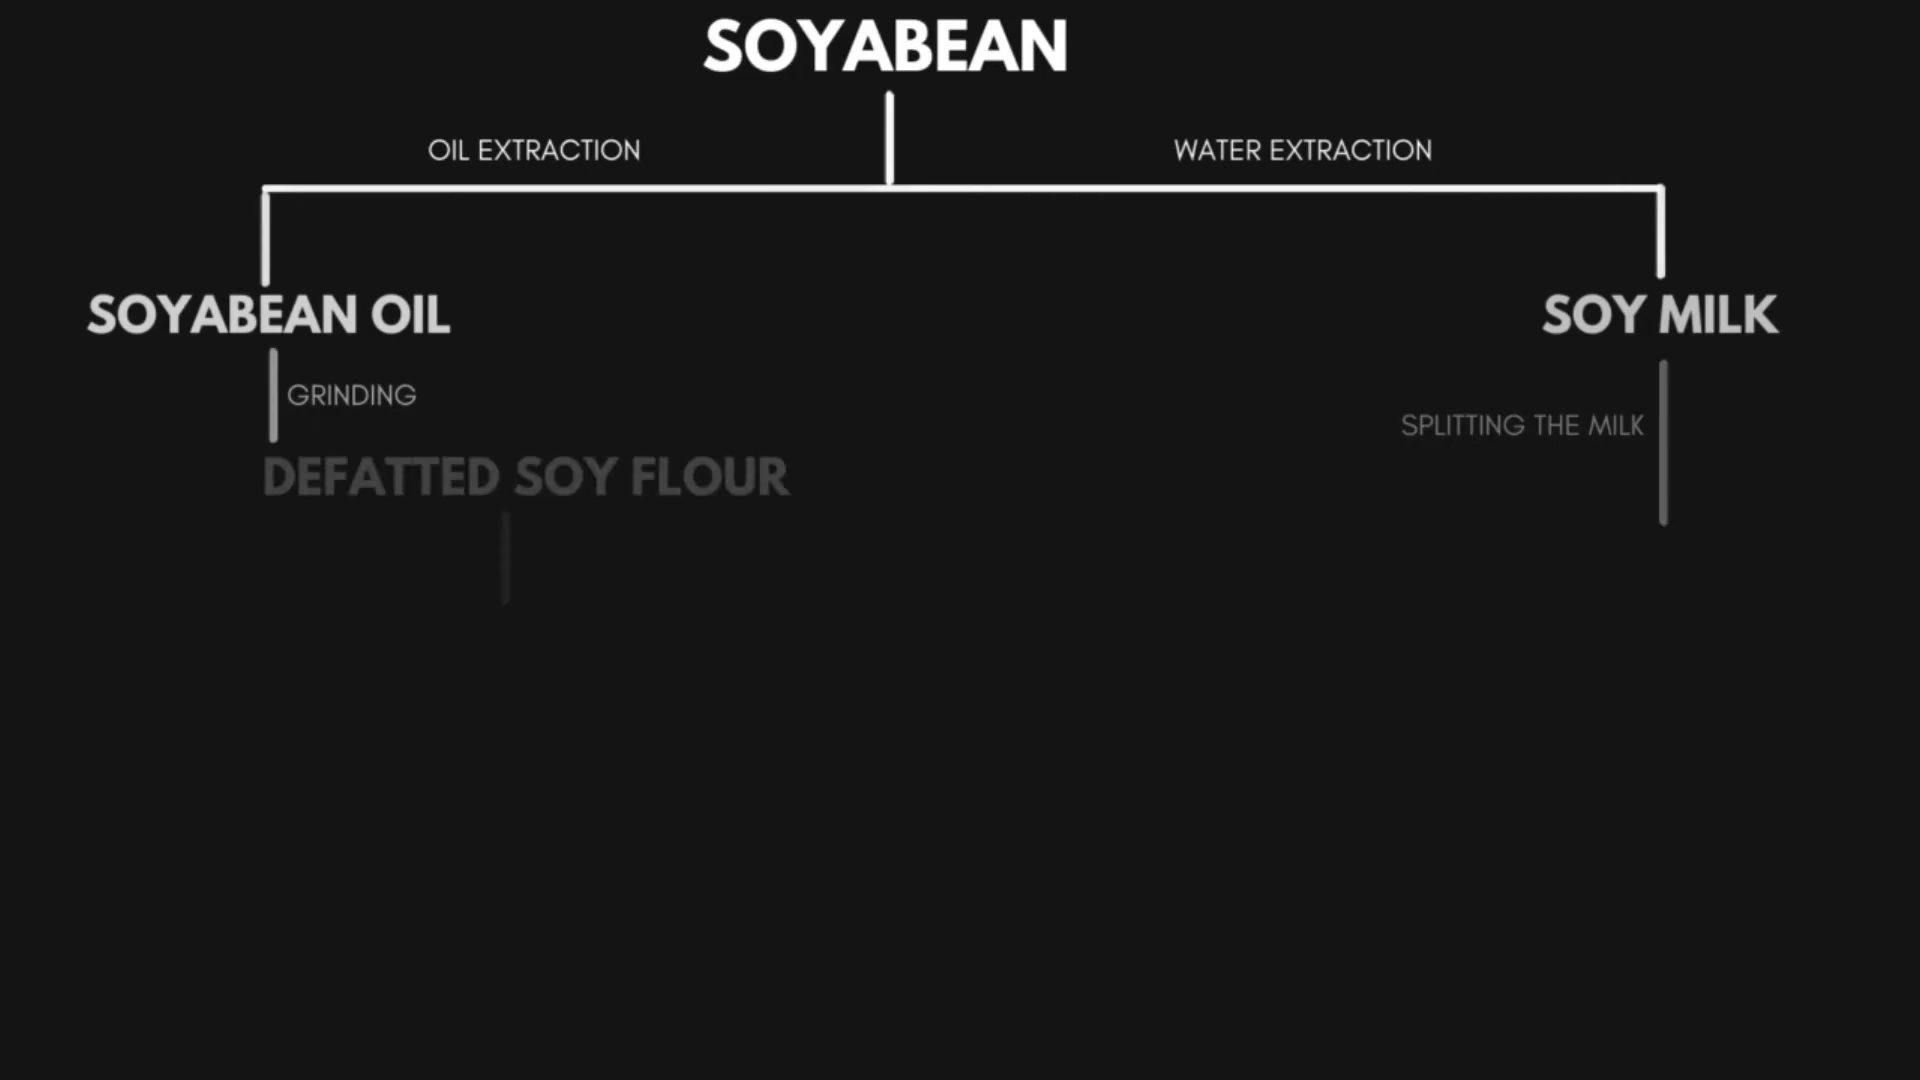 SOYABEAN
OIL EXTRACTION
WATER EXTRACTION
SOYABEAN OIL
SOY MILK
GRINDING
SPLITTING THE MILK
DEFATTED SOY FLOUR